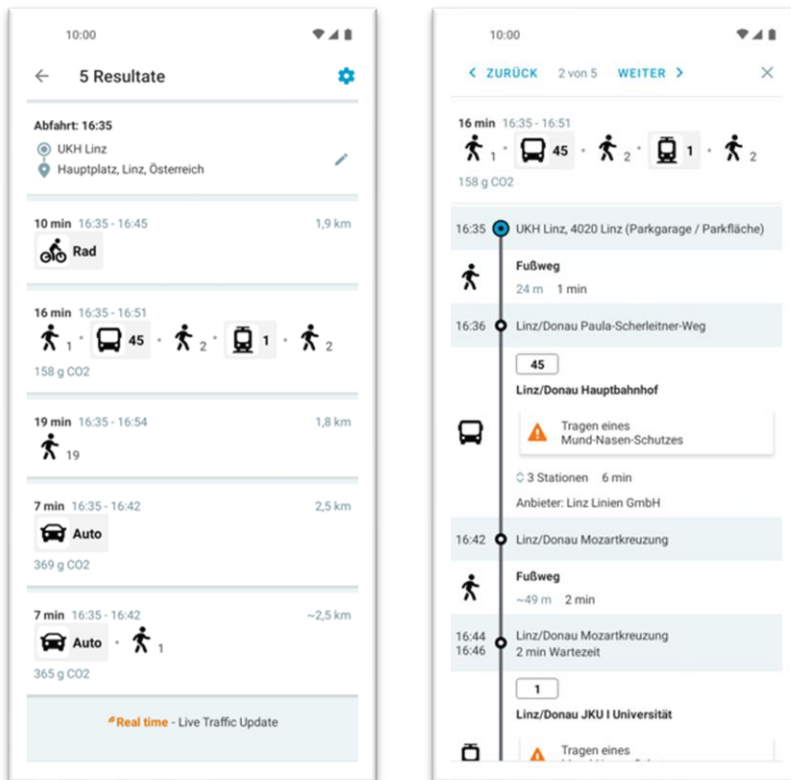 10:00
5 Resultate
Abfahrt: 16:35
UKH Linz
Hauptplatz, Linz, Österreich
10 min 16:35 - 16:45 1,9 km
Rad
16 min 16:35 - 16:51
1 · 45 · 2 · 1 · 2
158 g CO2
19 min 16:35 - 16:54 1,8 km
19
7 min 16:35 - 16:42 2,5 km
Auto
369 g CO2
7 min 16:35 - 16:42 ~2,5 km
Auto · 1
365 g CO2
Real time - Live Traffic Update
10:00
< ZURÜCK 2 von 5 WEITER >
16 min 16:35 - 16:51
1 · 45 · 2 · 1 · 2
158 g CO2
16:35 UKH Linz, 4020 Linz (Parkgarage / Parkfläche)
Fußweg
24 m 1 min
16:36 Linz/Donau Paula-Scherleitner-Weg
45
Linz/Donau Hauptbahnhof
Tragen eines
Mund-Nasen-Schutzes
3 Stationen 6 min
Anbieter: Linz Linien GmbH
16:42 Linz/Donau Mozartkreuzung
Fußweg
~49 m 2 min
16:44 Linz/Donau Mozartkreuzung
16:46 2 min Wartezeit
1
Linz/Donau JKU I Universität
Tragen eines